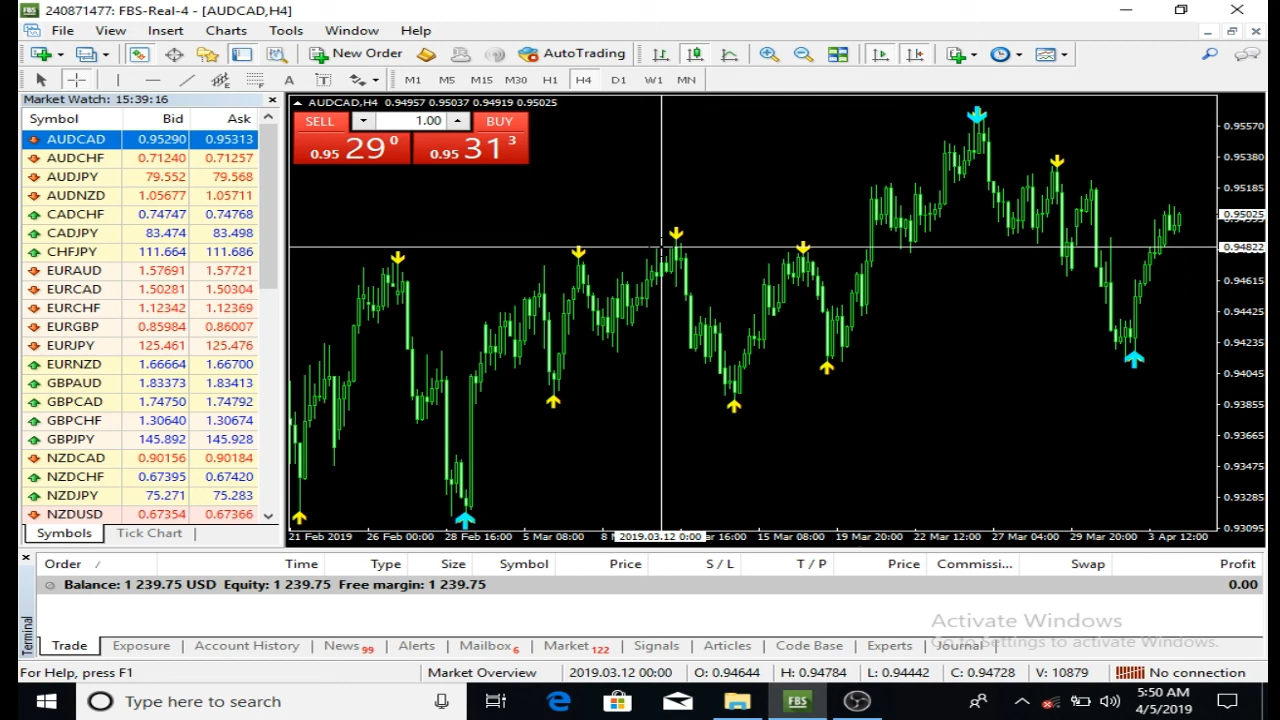 240871477: FBS-Real-4 - [AUDCAD,H4]
File View Insert Charts Tools Window Help
New Order AutoTrading
A T M1 M5 M15 M30 H1 H4 D1 W1 MN
Market Watch: 15:39:16
Symbol Bid Ask
AUDCAD 0.95290 0.95313
AUDCHF 0.71240 0.71257
AUDJPY 79.552 79.568
AUDNZD 1.05677 1.05711
CADCHF 0.74747 0.74768
CADJPY 83.474 83.498
CHFJPY 111.664 111.686
EURAUD 1.57691 1.57721
EURCAD 1.50281 1.50304
EURCHF 1.12342 1.12369
EURGBP 0.85984 0.86007
EURJPY 125.461 125.476
EURNZD 1.66664 1.66700
GBPAUD 1.83373 1.83413
GBPCAD 1.74750 1.74792
GBPCHF 1.30640 1.30674
GBPJPY 145.892 145.928
NZDCAD 0.90156 0.90184
NZDCHF 0.67395 0.67420
NZDJPY 75.271 75.283
NZDUSD 0.67354 0.67366
Symbols Tick Chart
AUDCAD,H4 0.94957 0.95037 0.94919 0.95025
SELL 1.00 BUY
0.95 29 0 0.95 31 3
0.95570
0.95380
0.95185
0.95025
0.94822
0.94615
0.94425
0.94235
0.94045
0.93855
0.93665
0.93475
0.93285
0.93095
21 Feb 2019 26 Feb 00:00 28 Feb 16:00 5 Mar 08:00 2019.03.12 0:00 15 Mar 08:00 19 Mar 20:00 22 Mar 12:00 27 Mar 04:00 29 Mar 20:00 3 Apr 12:00
Order / Time Type Size Symbol Price S / L T / P Price Commissi... Swap Profit
Balance: 1 239.75 USD Equity: 1 239.75 Free margin: 1 239.75 0.00
Activate Windows
Go to Settings to activate Windows.
Terminal
Trade Exposure Account History News 99 Alerts Mailbox 6 Market 122 Signals Articles Code Base Experts Journal
For Help, press F1 Market Overview 2019.03.12 00:00 O: 0.94644 H: 0.94784 L: 0.94442 C: 0.94728 V: 10879 No connection
Type here to search
FBS
5:50 AM
4/5/2019